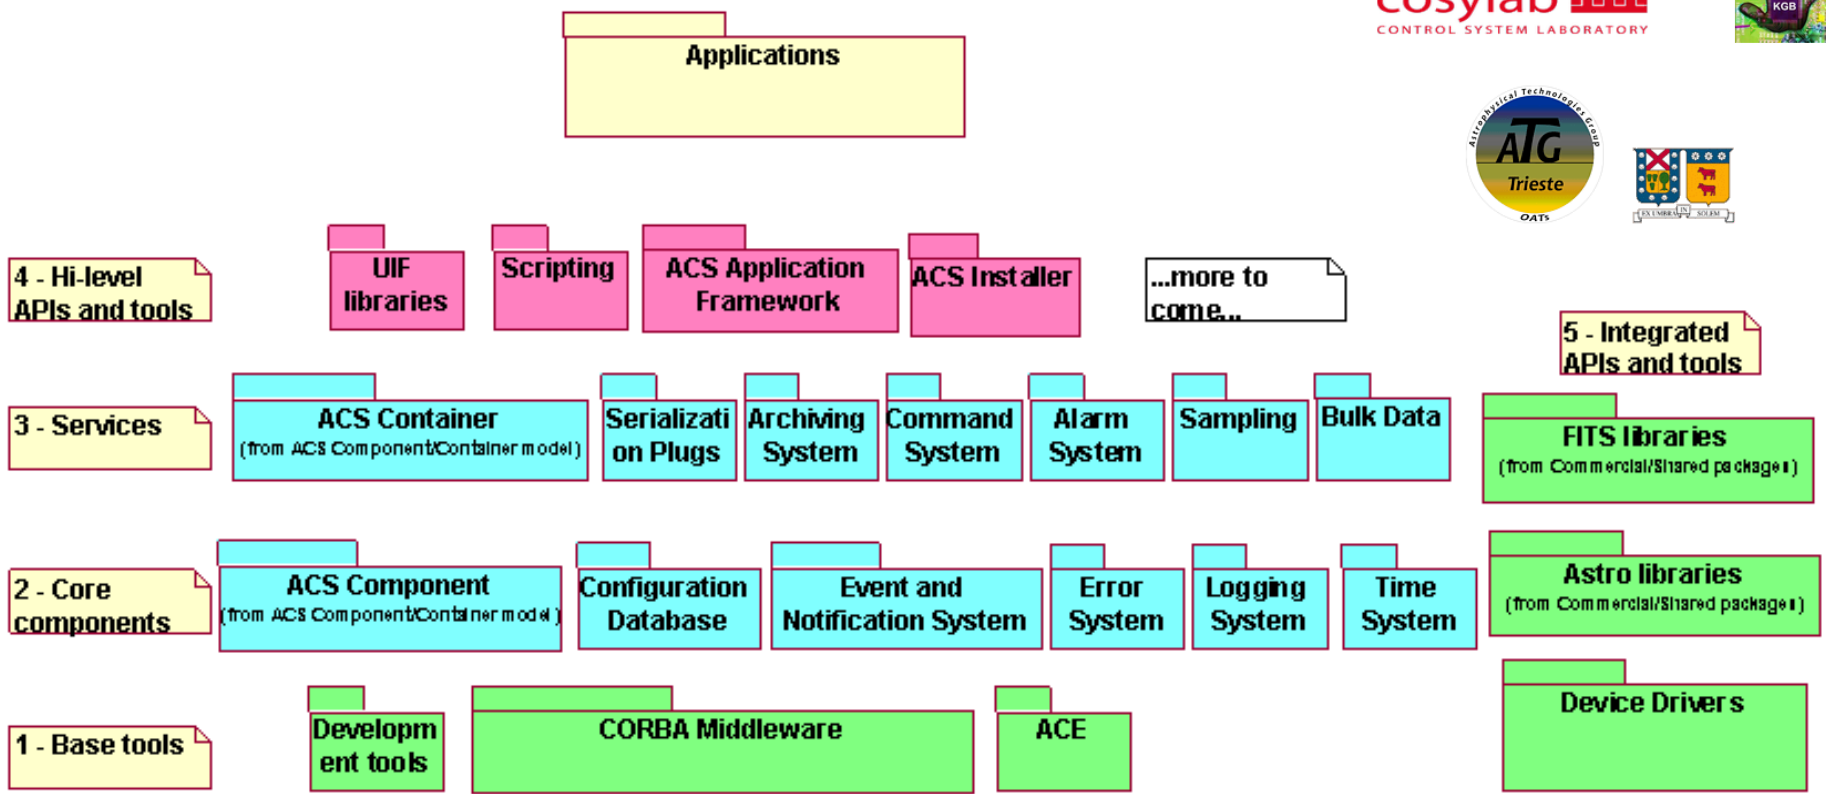 cosylab
CONTROL SYSTEM LABORATORY
KGB
Applications
Astrophysical Technologies Group
ATG
Trieste
OATs
EX UMBRA IN SOLEM
4 - Hi-level
APIs and tools
UIF
libraries
Scripting
ACS Application
Framework
ACS Installer
...more to
come...
5 - Integrated
APIs and tools
3 - Services
ACS Container
(from ACS Component/Container model)
Serializati
on Plugs
Archiving
System
Command
System
Alarm
System
Sampling
Bulk Data
FITS libraries
(from Commercial/Shared packages)
2 - Core
components
ACS Component
(from ACS Component/Container model)
Configuration
Database
Event and
Notification System
Error
System
Logging
System
Time
System
Astro libraries
(from Commercial/Shared packages)
1 - Base tools
Developm
ent tools
CORBA Middleware
ACE
Device Drivers